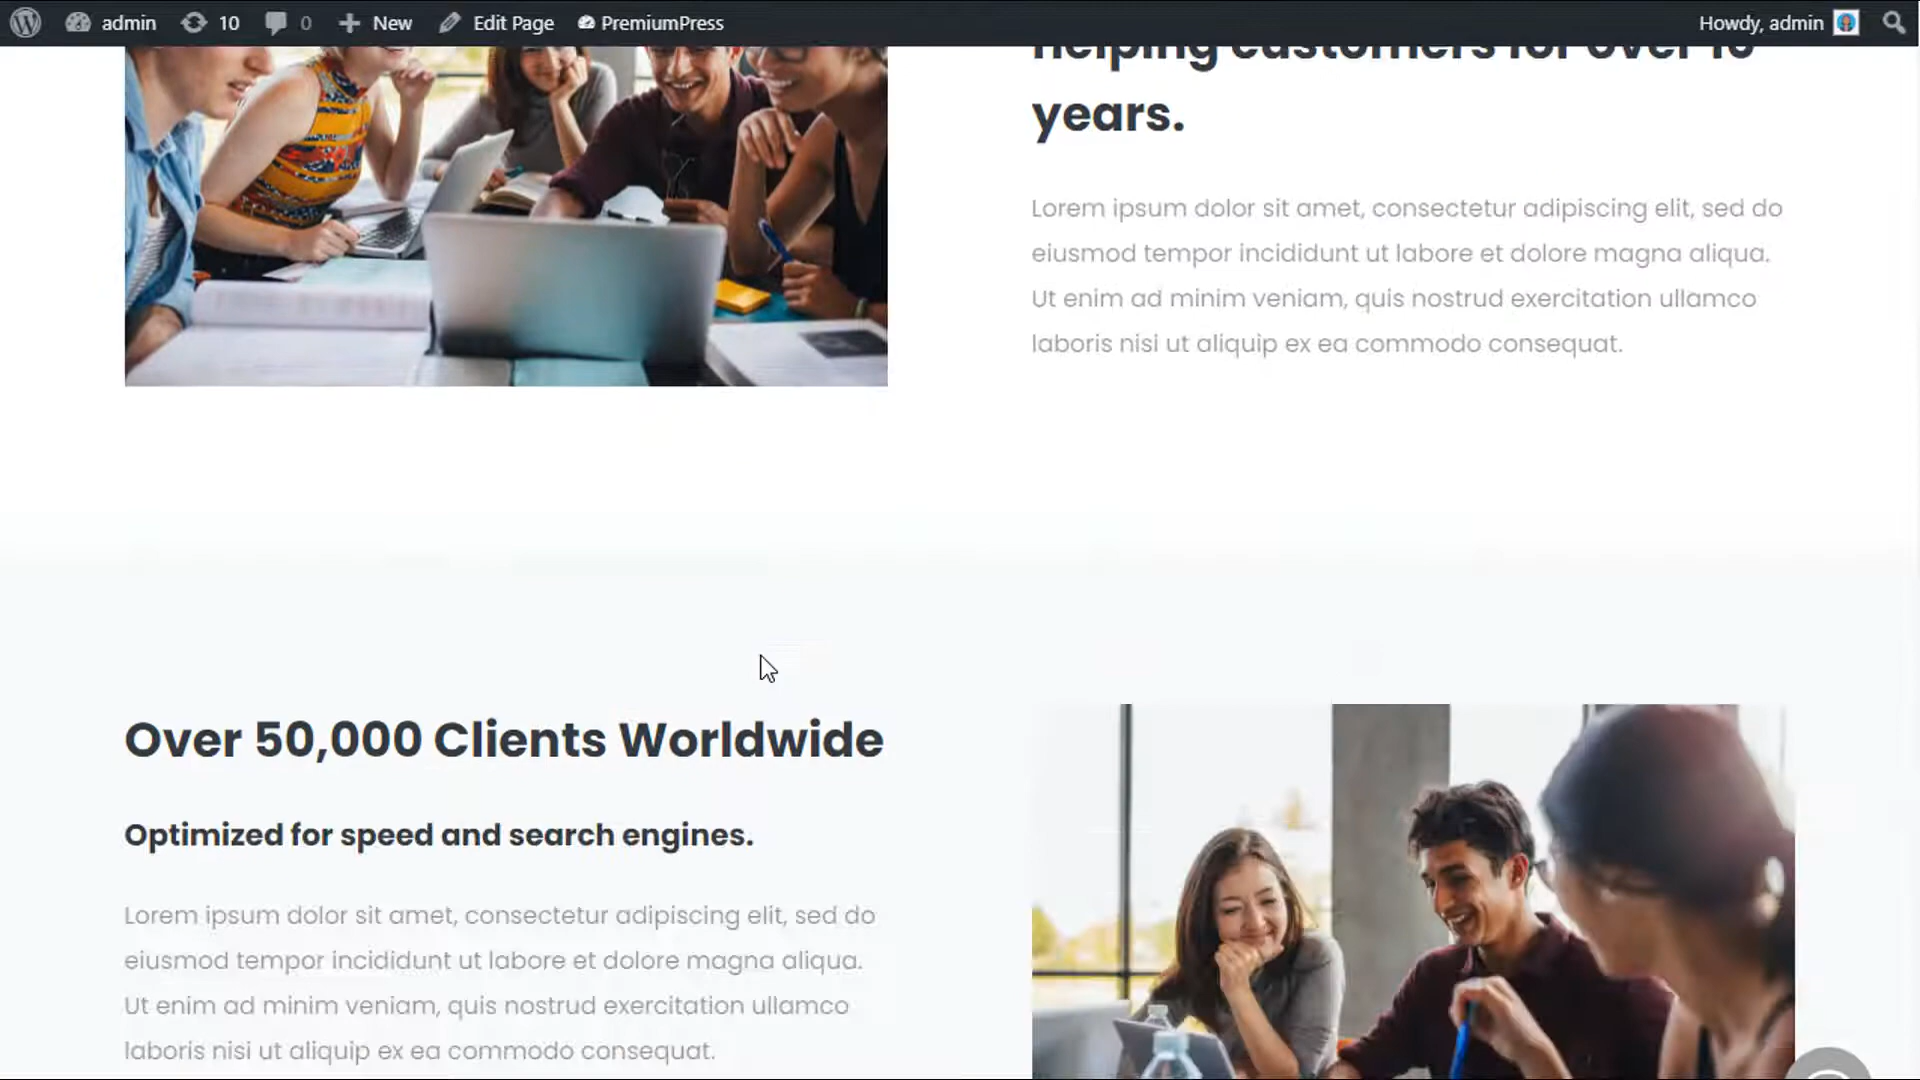 admin 10 0 New Edit Page PremiumPress Howdy, admin
helping customers for over 10
years.
Lorem ipsum dolor sit amet, consectetur adipiscing elit, sed do
eiusmod tempor incididunt ut labore et dolore magna aliqua.
Ut enim ad minim veniam, quis nostrud exercitation ullamco
laboris nisi ut aliquip ex ea commodo consequat.
Over 50,000 Clients Worldwide
Optimized for speed and search engines.
Lorem ipsum dolor sit amet, consectetur adipiscing elit, sed do
eiusmod tempor incididunt ut labore et dolore magna aliqua.
Ut enim ad minim veniam, quis nostrud exercitation ullamco
laboris nisi ut aliquip ex ea commodo consequat.